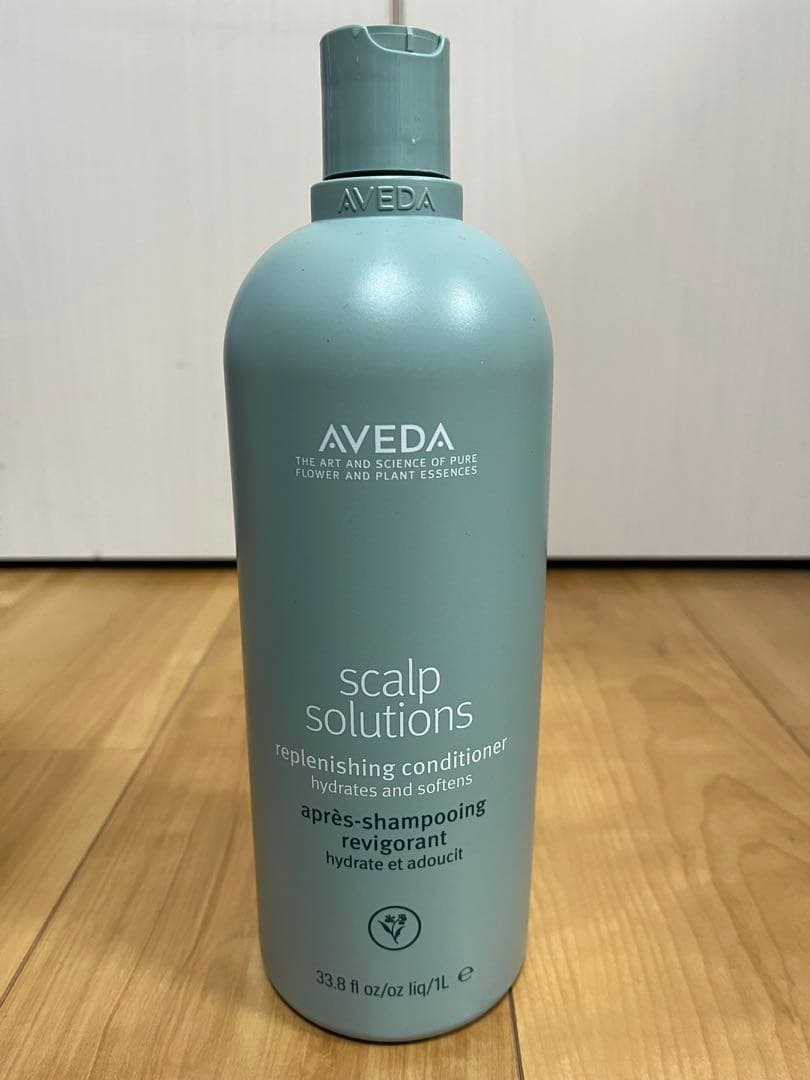 AVEDA
AVEDA
THE ART AND SCIENCE OF PURE
FLOWER AND PLANT ESSENCES
scalp
solutions
replenishing conditioner
hydrates and softens
après-shampooing
revigorant
hydrate et adoucit
33.8 fl oz/oz liq/1L ℮